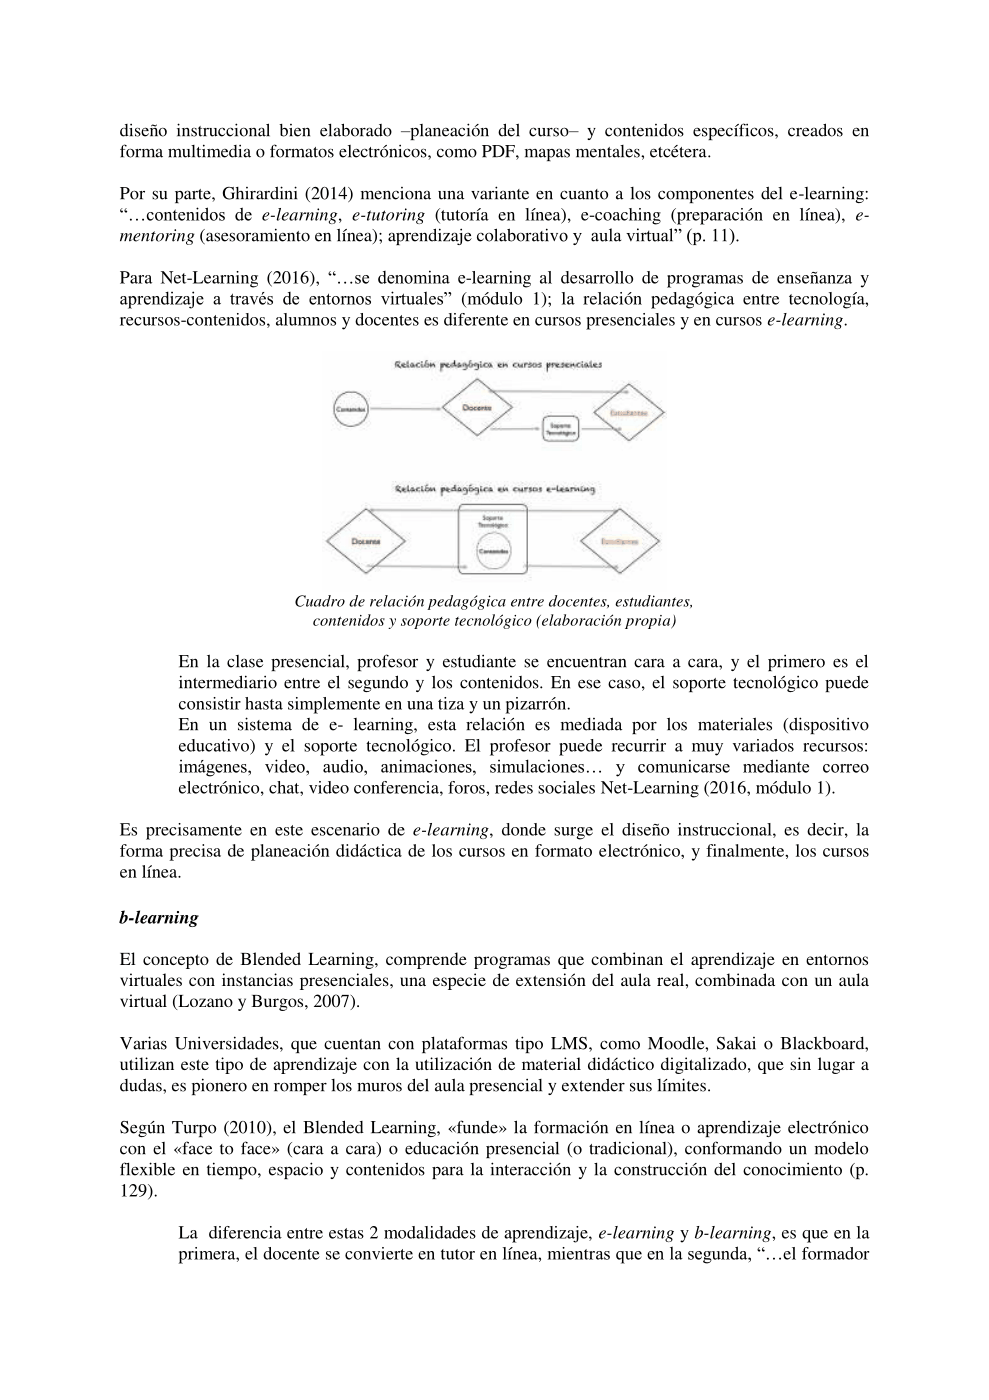 diseño instruccional bien elaborado –planeación del curso– y contenidos específicos, creados en
forma multimedia o formatos electrónicos, como PDF, mapas mentales, etcétera.
Por su parte, Ghirardini (2014) menciona una variante en cuanto a los componentes del e-learning:
“…contenidos de e-learning, e-tutoring (tutoría en línea), e-coaching (preparación en línea), e-
mentoring (asesoramiento en línea); aprendizaje colaborativo y aula virtual” (p. 11).
Para Net-Learning (2016), “…se denomina e-learning al desarrollo de programas de enseñanza y
aprendizaje a través de entornos virtuales” (módulo 1); la relación pedagógica entre tecnología,
recursos-contenidos, alumnos y docentes es diferente en cursos presenciales y en cursos e-learning.
Relación pedagógica en cursos presenciales
Contenidos
Docente
Soporte
Tecnológico
Estudiantes
Relación pedagógica en cursos e-learning
Docente
Soporte
Tecnológico
Contenidos
Estudiantes
Cuadro de relación pedagógica entre docentes, estudiantes,
contenidos y soporte tecnológico (elaboración propia)
En la clase presencial, profesor y estudiante se encuentran cara a cara, y el primero es el
intermediario entre el segundo y los contenidos. En ese caso, el soporte tecnológico puede
consistir hasta simplemente en una tiza y un pizarrón.
En un sistema de e- learning, esta relación es mediada por los materiales (dispositivo
educativo) y el soporte tecnológico. El profesor puede recurrir a muy variados recursos:
imágenes, video, audio, animaciones, simulaciones… y comunicarse mediante correo
electrónico, chat, video conferencia, foros, redes sociales Net-Learning (2016, módulo 1).
Es precisamente en este escenario de e-learning, donde surge el diseño instruccional, es decir, la
forma precisa de planeación didáctica de los cursos en formato electrónico, y finalmente, los cursos
en línea.
b-learning
El concepto de Blended Learning, comprende programas que combinan el aprendizaje en entornos
virtuales con instancias presenciales, una especie de extensión del aula real, combinada con un aula
virtual (Lozano y Burgos, 2007).
Varias Universidades, que cuentan con plataformas tipo LMS, como Moodle, Sakai o Blackboard,
utilizan este tipo de aprendizaje con la utilización de material didáctico digitalizado, que sin lugar a
dudas, es pionero en romper los muros del aula presencial y extender sus límites.
Según Turpo (2010), el Blended Learning, «funde» la formación en línea o aprendizaje electrónico
con el «face to face» (cara a cara) o educación presencial (o tradicional), conformando un modelo
flexible en tiempo, espacio y contenidos para la interacción y la construcción del conocimiento (p.
129).
La diferencia entre estas 2 modalidades de aprendizaje, e-learning y b-learning, es que en la
primera, el docente se convierte en tutor en línea, mientras que en la segunda, “…el formador